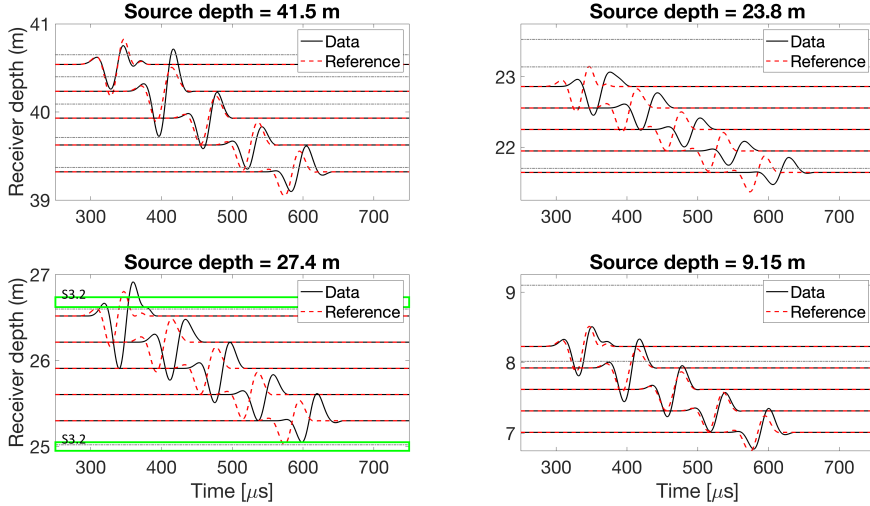 Source depth = 41.5 m
Receiver depth (m)
41
40
39
300 400 500 600 700
Data
Reference
Source depth = 23.8 m
23
22
300 400 500 600 700
Data
Reference
Source depth = 27.4 m
Receiver depth (m)
27
26
25
S3.2
S3.2
300 400 500 600 700
Time [μs]
Data
Reference
Source depth = 9.15 m
9
8
7
300 400 500 600 700
Time [μs]
Data
Reference